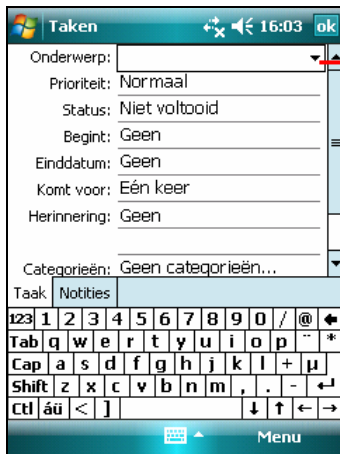 Taken 16:03 ok
Onderwerp:
Prioriteit: Normaal
Status: Niet voltooid
Begint: Geen
Einddatum: Geen
Komt voor: Eén keer
Herinnering: Geen
Categorieën: Geen categorieën...
Taak Notities
123 1 2 3 4 5 6 7 8 9 0 / @
Tab q w e r t y u i o p ¨ *
Cap a s d f g h j k l + µ
Shift z x c v b n m , . -
Ctl áü < ]
Menu